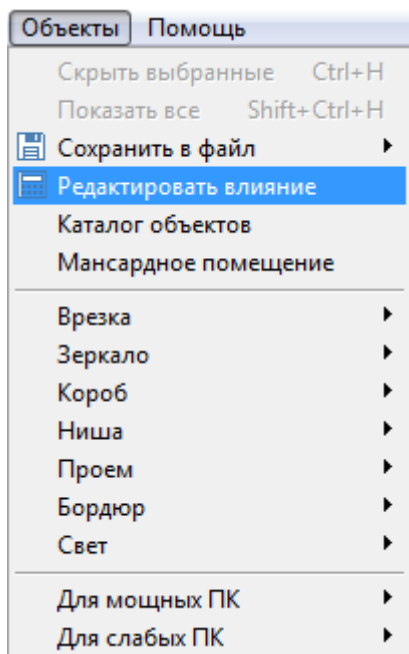 Объекты Помощь
Скрыть выбранные Ctrl+H
Показать все Shift+Ctrl+H
Сохранить в файл
Редактировать влияние
Каталог объектов
Мансардное помещение
Врезка
Зеркало
Короб
Ниша
Проем
Бордюр
Свет
Для мощных ПК
Для слабых ПК